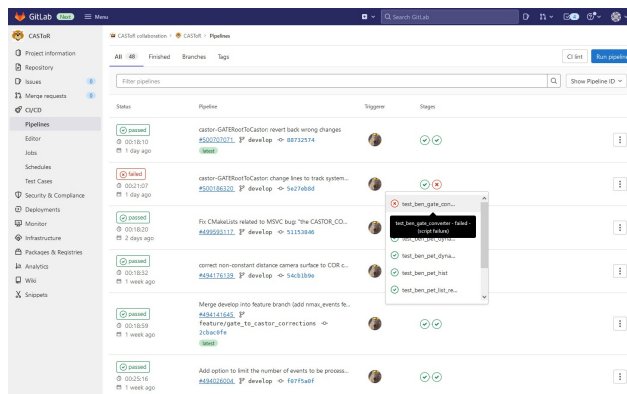 GitLab Next Menu Search GitLab
CASToR
CASToR collaboration > CASToR > Pipelines
Project information
Repository
Issues 0
Merge requests 0
CI/CD
Pipelines
Editor
Jobs
Schedules
Test Cases
Security & Compliance
Deployments
Monitor
Infrastructure
Packages & Registries
Analytics
Wiki
Snippets
All 48 Finished Branches Tags CI lint Run pipeline
Filter pipelines Show Pipeline ID
Status Pipeline Triggerer Stages
passed
00:18:10
1 day ago
castor-GATERootToCastor: revert back wrong changes
#500707071 develop 88732574
latest
failed
00:21:07
1 day ago
castor-GATERootToCastor: change lines to track system...
#500186320 develop 5e27eb8d
test_ben_gate_con...
test_ben_gate_converter - failed -
(script failure)
test_ben_pet_dyna...
test_ben_pet_dyna...
test_ben_pet_hist
test_ben_pet_list_re...
passed
00:18:20
2 days ago
Fix CMakeLists related to MSVC bug: "the CASTOR_CO...
#499593117 develop 51153846
passed
00:18:32
1 week ago
correct non-constant distance camera surface to COR c...
#494176139 develop 54cb1b9e
passed
00:18:59
1 week ago
Merge develop into feature branch (add nmax_events fe...
#494141645
feature/gate_to_castor_corrections
2cbac0fe
latest
passed
00:25:16
1 week ago
Add option to limit the number of events to be process...
#494026004 develop f07f5a0f